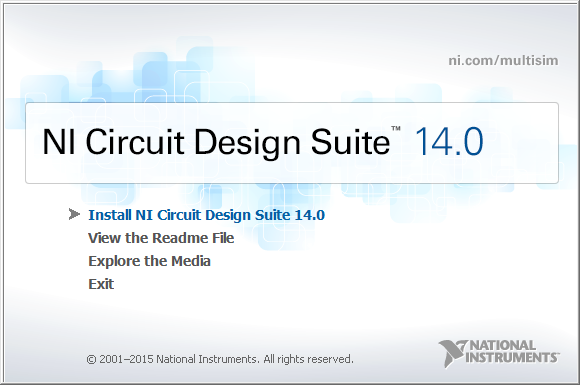 ni.com/multisim
NI Circuit Design Suite™ 14.0
Install NI Circuit Design Suite 14.0
View the Readme File
Explore the Media
Exit
© 2001–2015 National Instruments. All rights reserved.
NATIONAL
INSTRUMENTS™